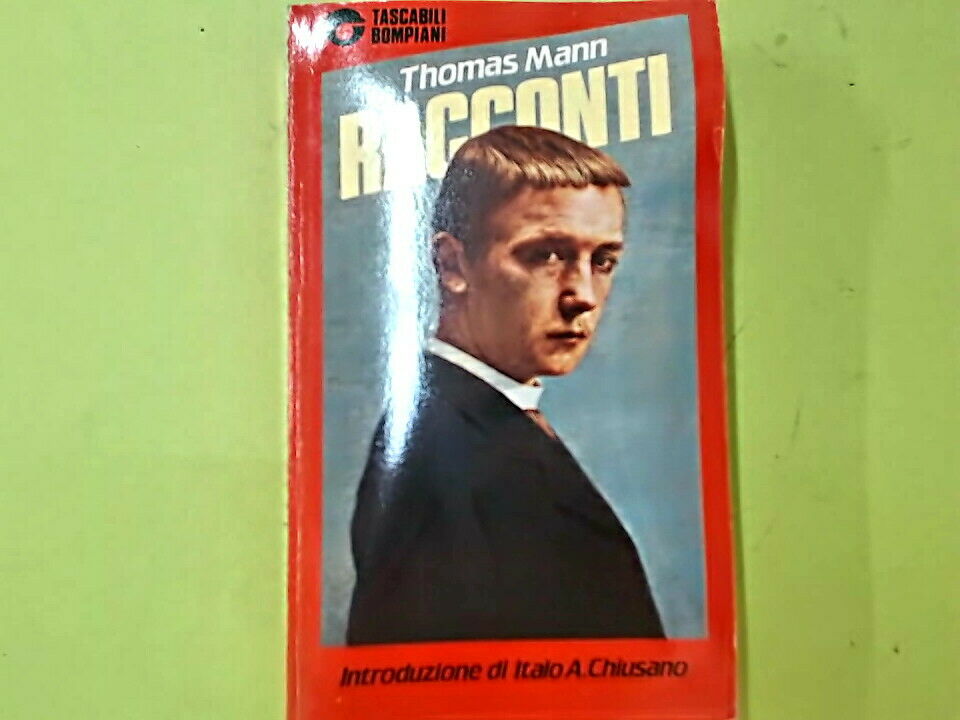 TASCABILI
BOMPIANI
Thomas Mann
RACCONTI
Introduzione di Italo A. Chiusano